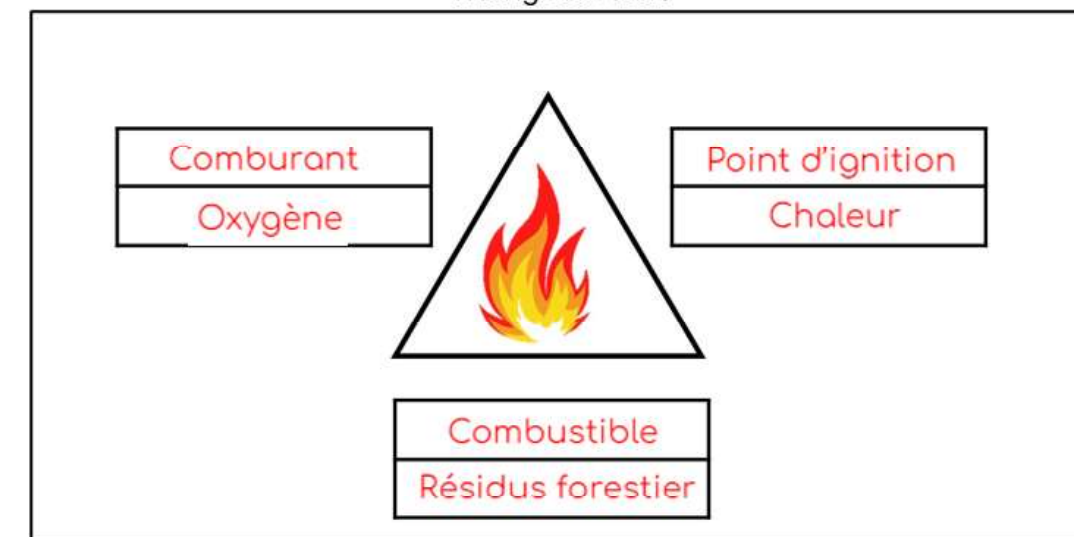 Comburant
Oxygène
Point d'ignition
Chaleur
Combustible
Résidus forestier